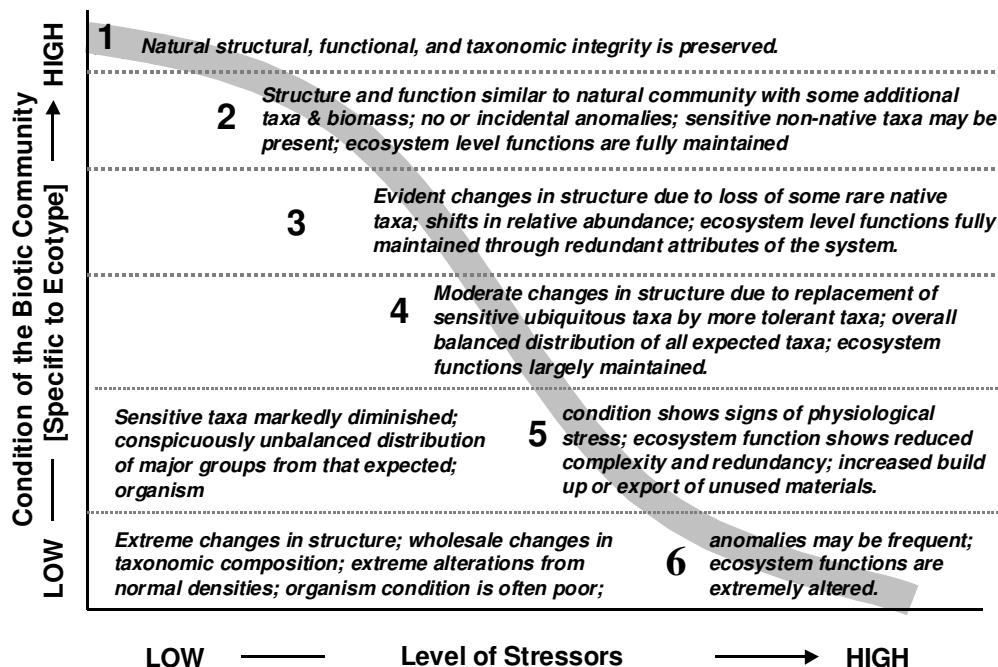 Condition of the Biotic Community
[Specific to Ecotype]
LOW
HIGH
1
Natural structural, functional, and taxonomic integrity is preserved.
2
Structure and function similar to natural community with some additional
taxa & biomass; no or incidental anomalies; sensitive non-native taxa may be
present; ecosystem level functions are fully maintained
3
Evident changes in structure due to loss of some rare native
taxa; shifts in relative abundance; ecosystem level functions fully
maintained through redundant attributes of the system.
4
Moderate changes in structure due to replacement of
sensitive ubiquitous taxa by more tolerant taxa; overall
balanced distribution of all expected taxa; ecosystem
functions largely maintained.
Sensitive taxa markedly diminished;
conspicuously unbalanced distribution
of major groups from that expected;
organism
5
condition shows signs of physiological
stress; ecosystem function shows reduced
complexity and redundancy; increased build
up or export of unused materials.
Extreme changes in structure; wholesale changes in
taxonomic composition; extreme alterations from
normal densities; organism condition is often poor;
6
anomalies may be frequent;
ecosystem functions are
extremely altered.
LOW
Level of Stressors
HIGH